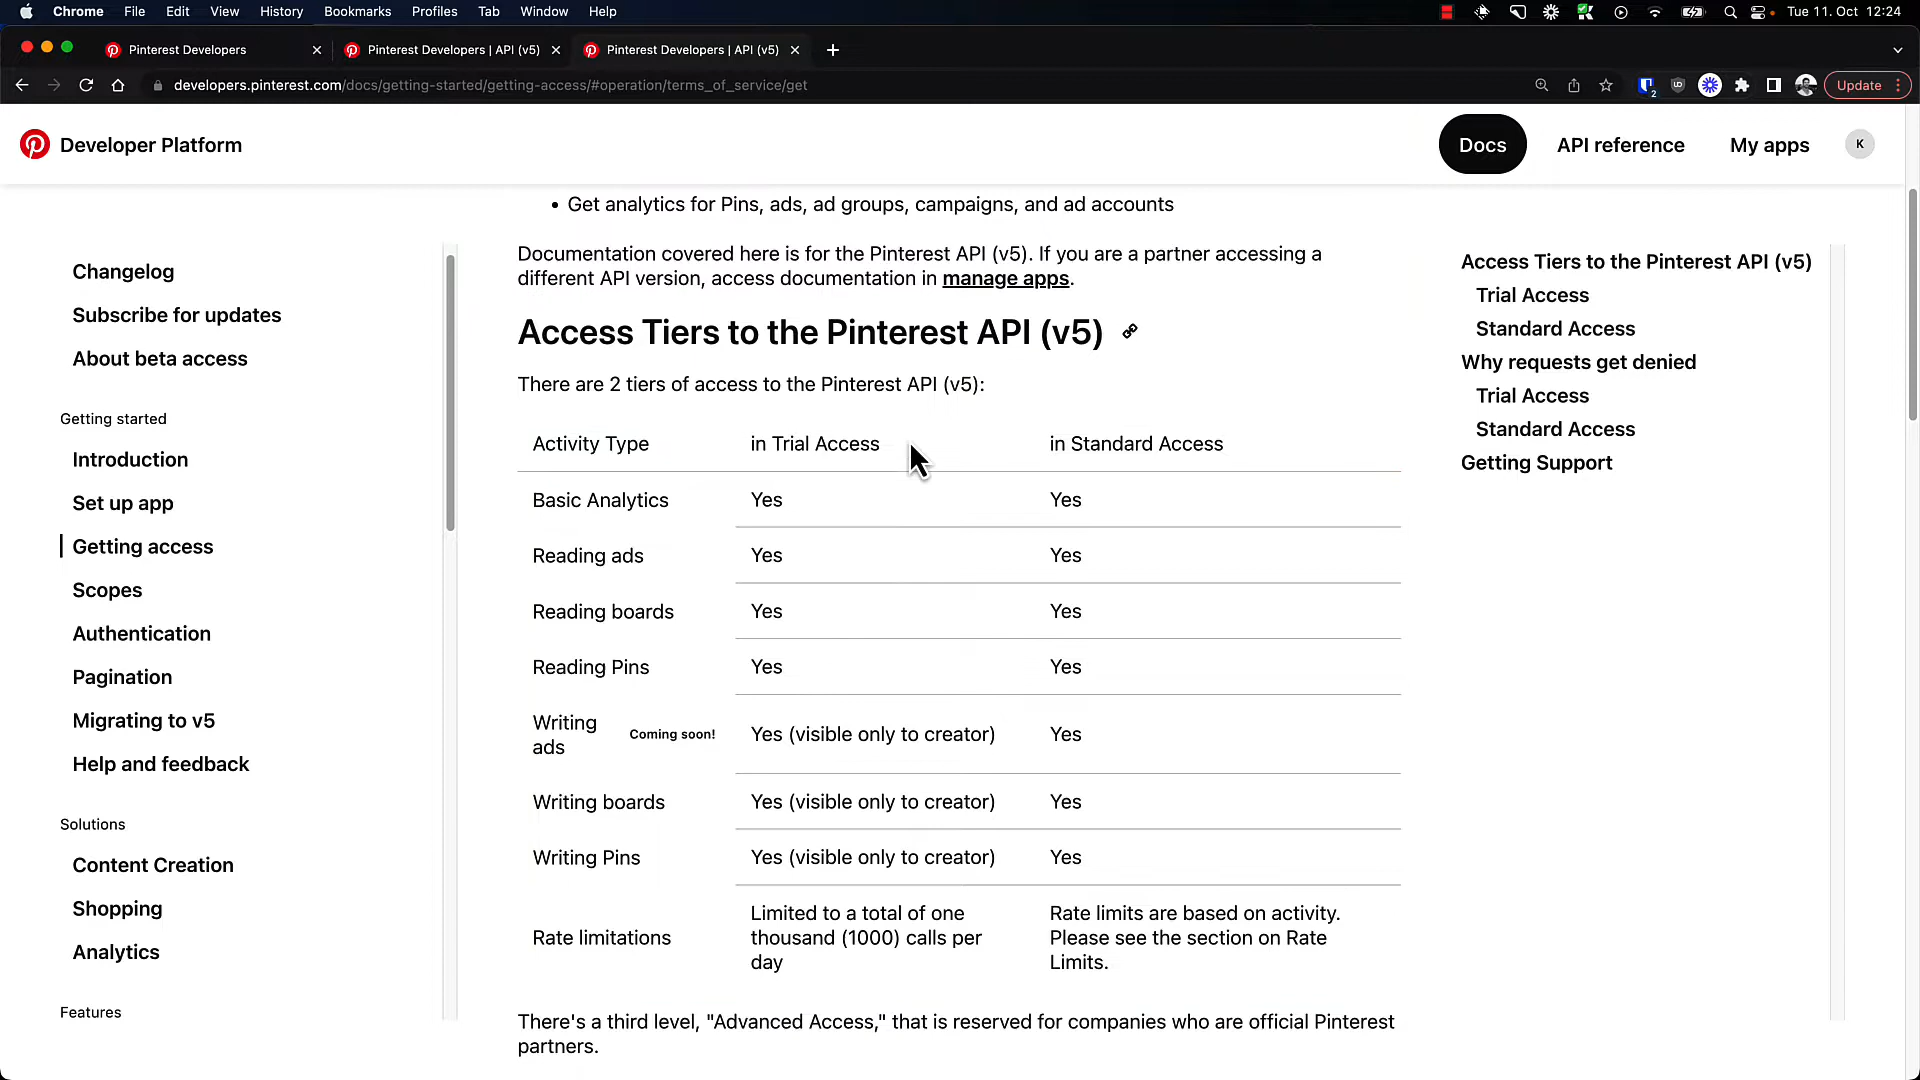 Chrome File Edit View History Bookmarks Profiles Tab Window Help Tue 11. Oct 12:24
Pinterest Developers Pinterest Developers | API (v5) Pinterest Developers | API (v5)
developers.pinterest.com/docs/getting-started/getting-access/#operation/terms_of_service/get 2 Update
Developer Platform Docs API reference My apps K
Changelog
Subscribe for updates
About beta access
Getting started
Introduction
Set up app
Getting access
Scopes
Authentication
Pagination
Migrating to v5
Help and feedback
Solutions
Content Creation
Shopping
Analytics
Features
• Get analytics for Pins, ads, ad groups, campaigns, and ad accounts
Documentation covered here is for the Pinterest API (v5). If you are a partner accessing a
different API version, access documentation in manage apps.
Access Tiers to the Pinterest API (v5)
There are 2 tiers of access to the Pinterest API (v5):
Activity Type in Trial Access in Standard Access
Basic Analytics Yes Yes
Reading ads Yes Yes
Reading boards Yes Yes
Reading Pins Yes Yes
Writing
ads Coming soon! Yes (visible only to creator) Yes
Writing boards Yes (visible only to creator) Yes
Writing Pins Yes (visible only to creator) Yes
Rate limitations
Limited to a total of one
thousand (1000) calls per
day
Rate limits are based on activity.
Please see the section on Rate
Limits.
There's a third level, "Advanced Access," that is reserved for companies who are official Pinterest
partners.
Access Tiers to the Pinterest API (v5)
Trial Access
Standard Access
Why requests get denied
Trial Access
Standard Access
Getting Support